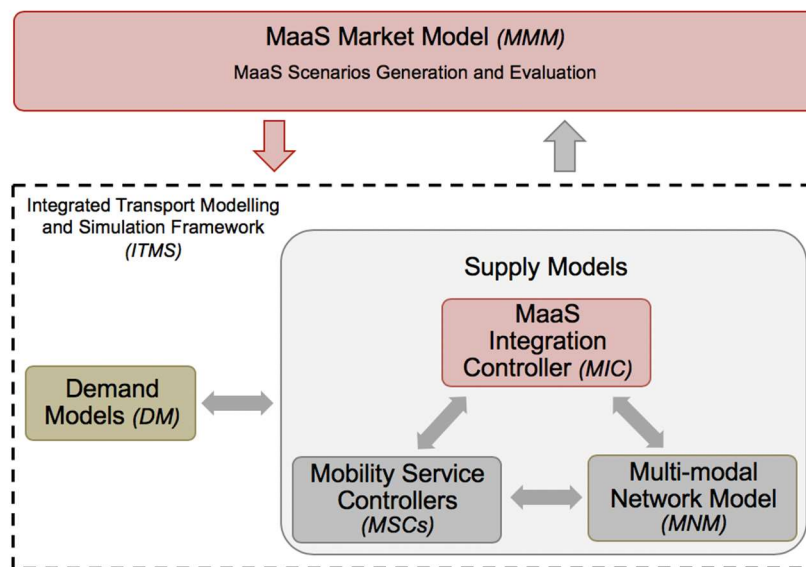 MaaS Market Model (MMM)
MaaS Scenarios Generation and Evaluation
Integrated Transport Modelling
and Simulation Framework
(ITMS)
Supply Models
MaaS
Integration
Controller (MIC)
Demand
Models (DM)
Mobility Service
Controllers
(MSCs)
Multi-modal
Network Model
(MNM)